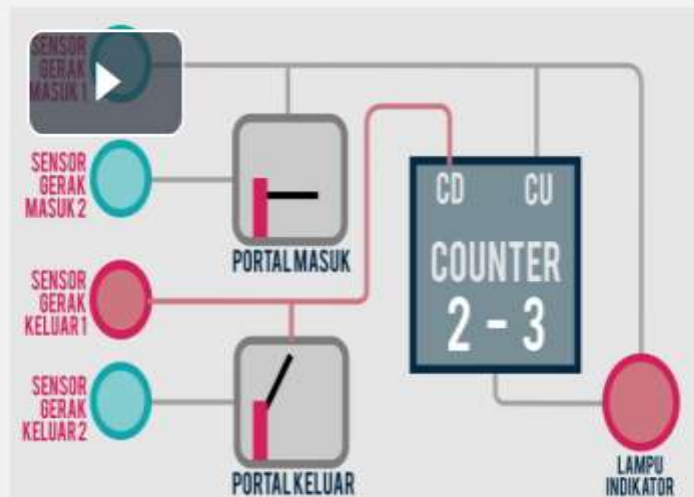 SENSOR
GERAK
MASUK 1
SENSOR
GERAK
MASUK 2
PORTAL MASUK
CD CU
COUNTER
2 - 3
SENSOR
GERAK
KELUAR 1
SENSOR
GERAK
KELUAR 2
PORTAL KELUAR
LAMPU
INDIKATOR